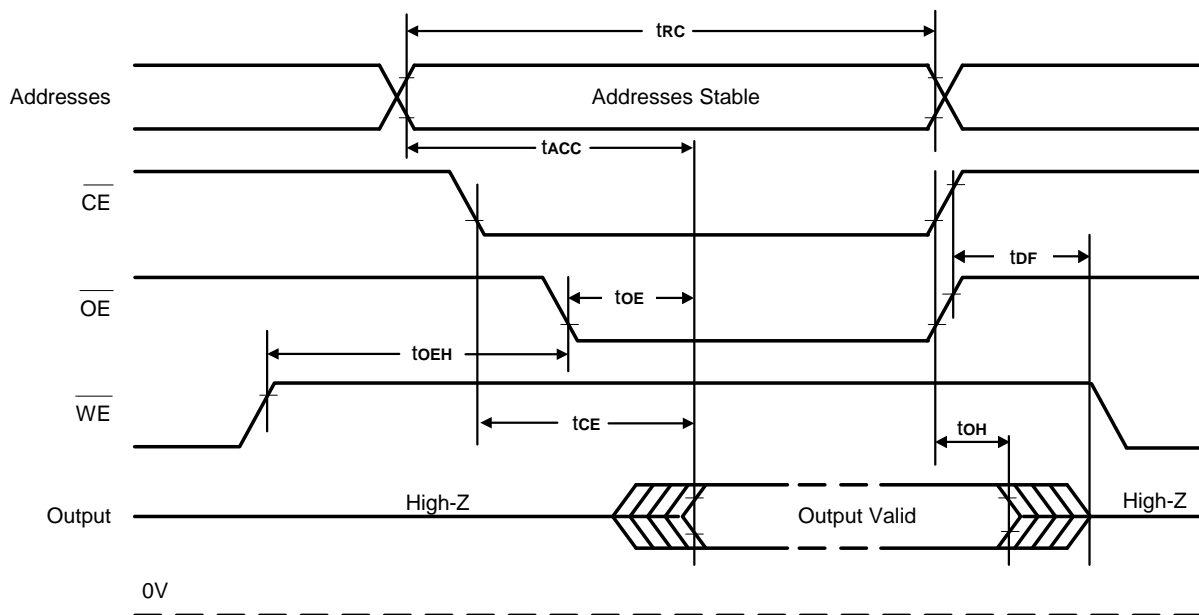 tRC
Addresses
Addresses Stable
tACC
CE
tDF
OE
tOE
tOEH
WE
tCE
tOH
High-Z
High-Z
Output
Output Valid
0V